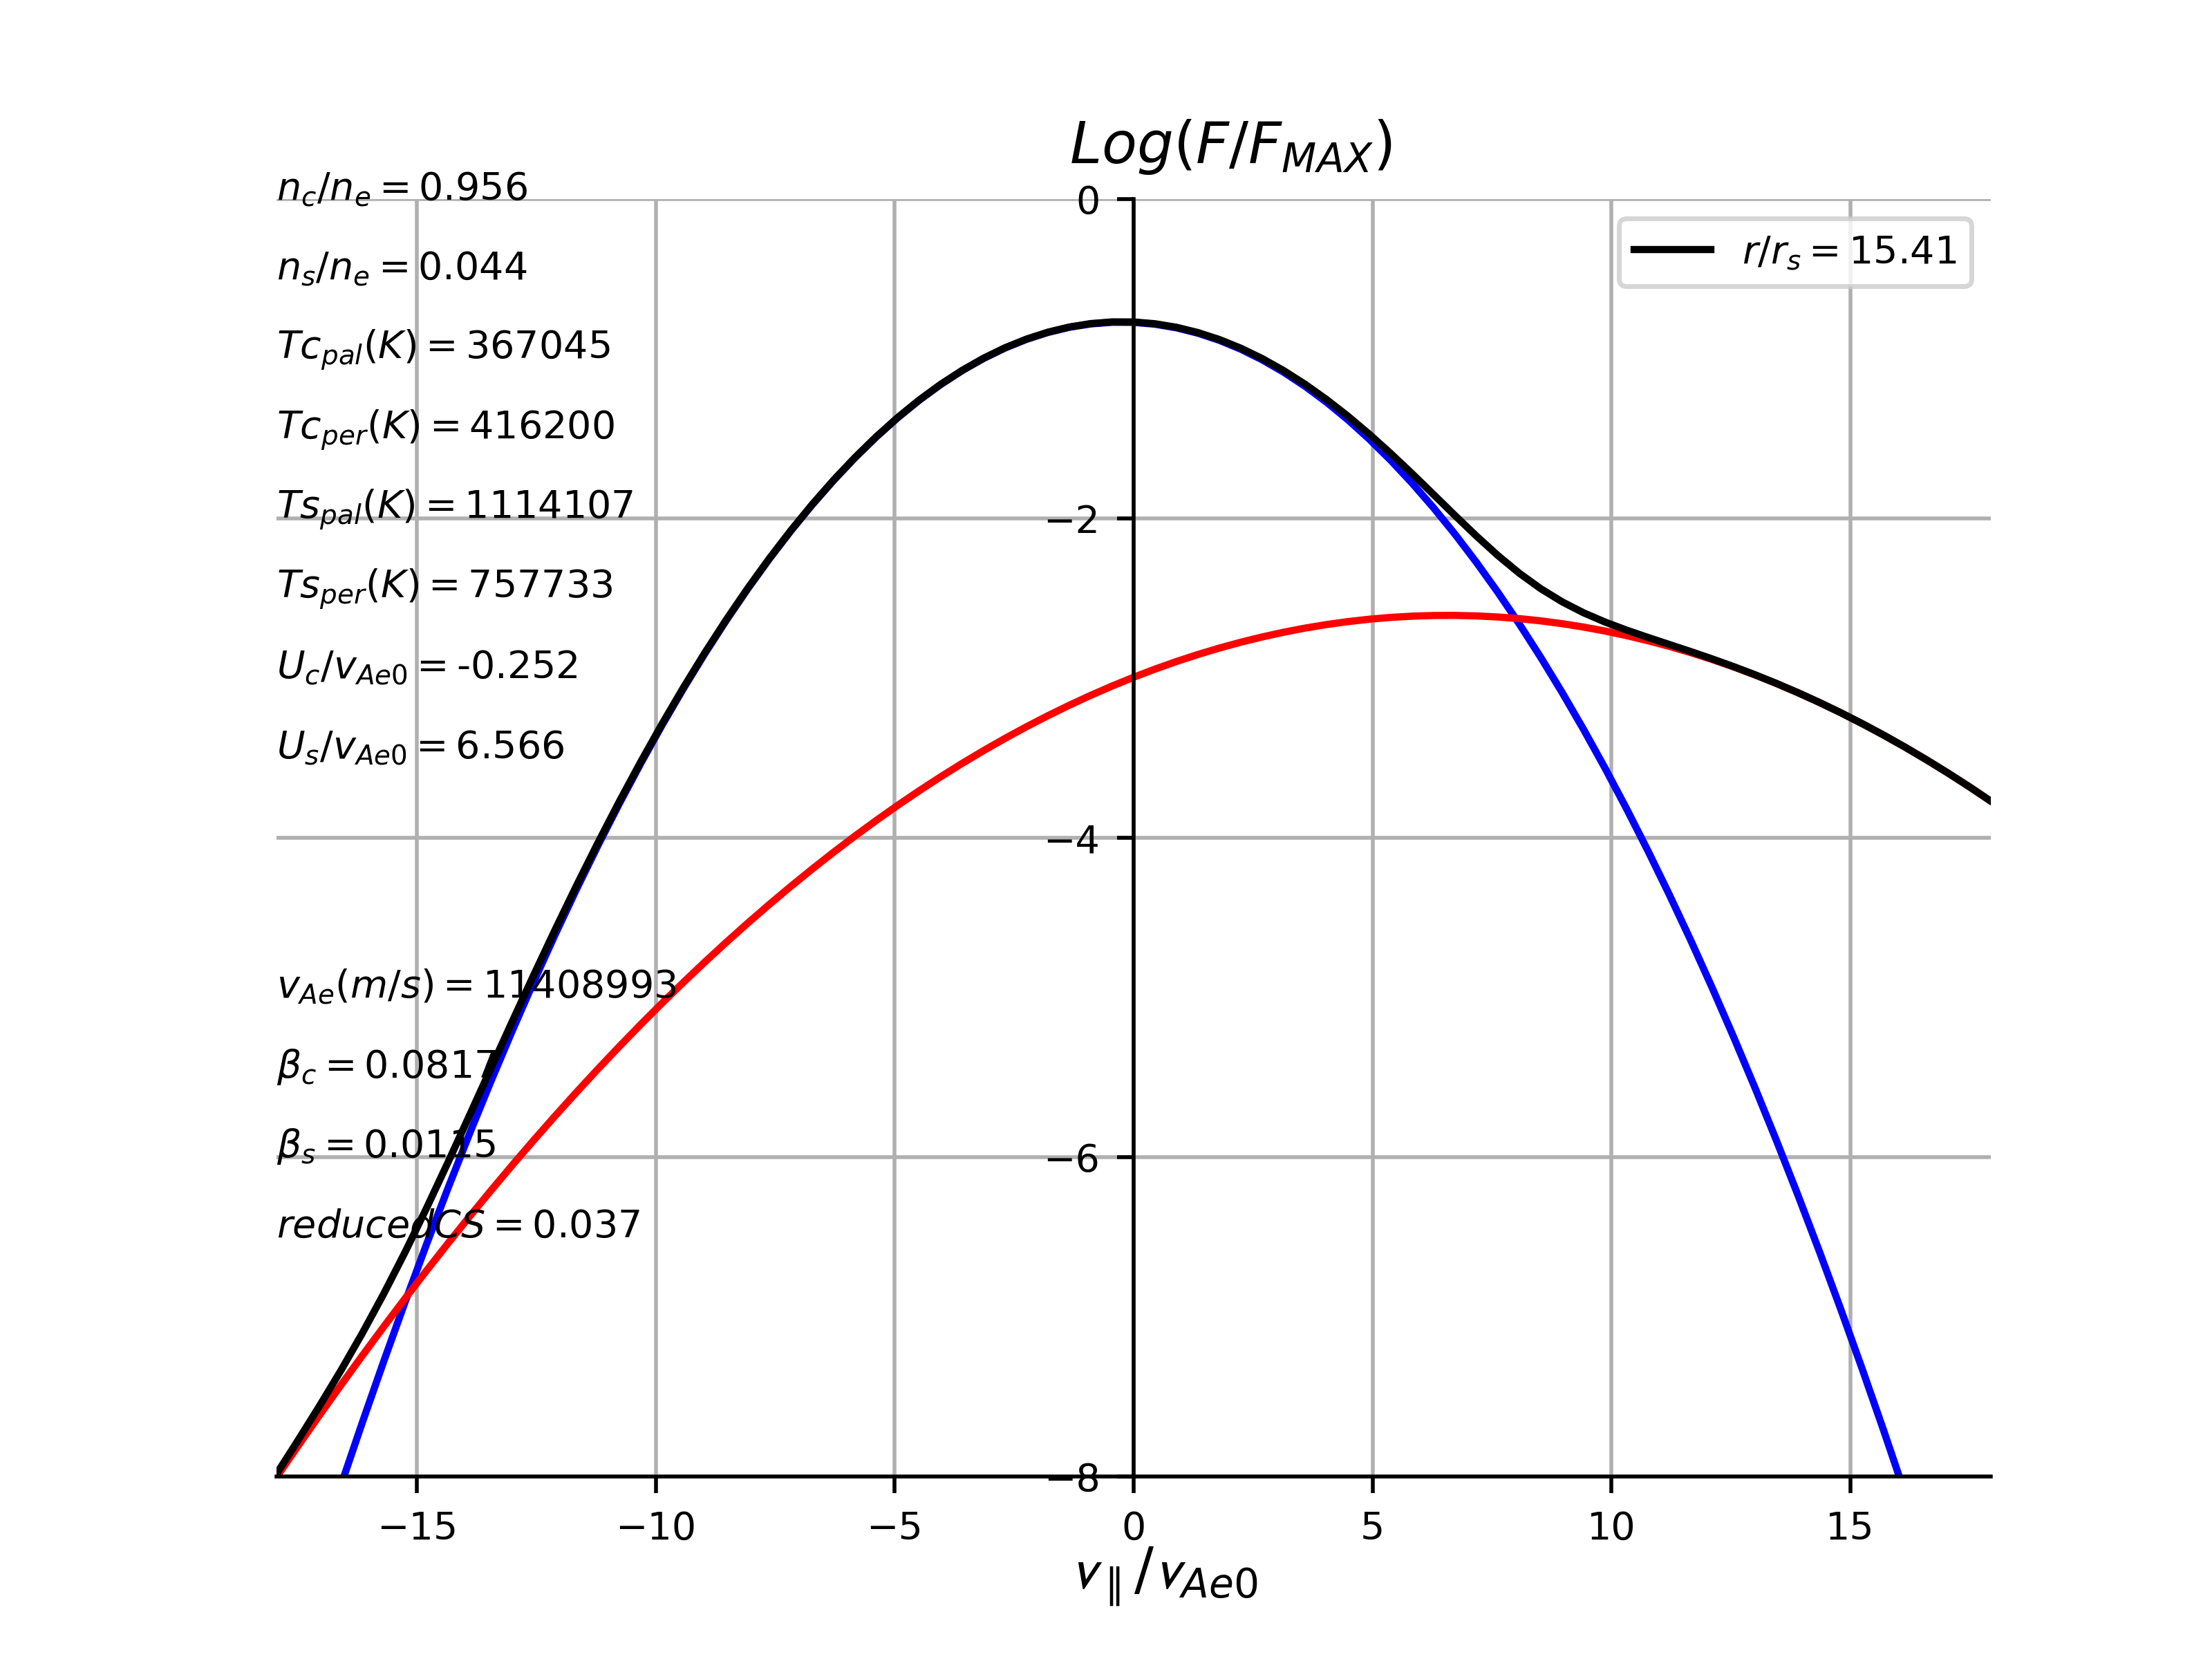 Log(F/F_MAX)
n_c/n_e = 0.956
n_s/n_e = 0.044
Tc_pal(K) = 367045
Tc_per(K) = 416200
Ts_pal(K) = 1114107
Ts_per(K) = 757733
U_c/v_Ae0 = -0.252
U_s/v_Ae0 = 6.566
v_Ae(m/s) = 11408993
β_c = 0.0817
β_s = 0.0115
reducedCS = 0.037
r/r_s = 15.41
0
−2
−4
−6
−8
−15 −10 −5 0 5 10 15
v_∥/v_Ae0